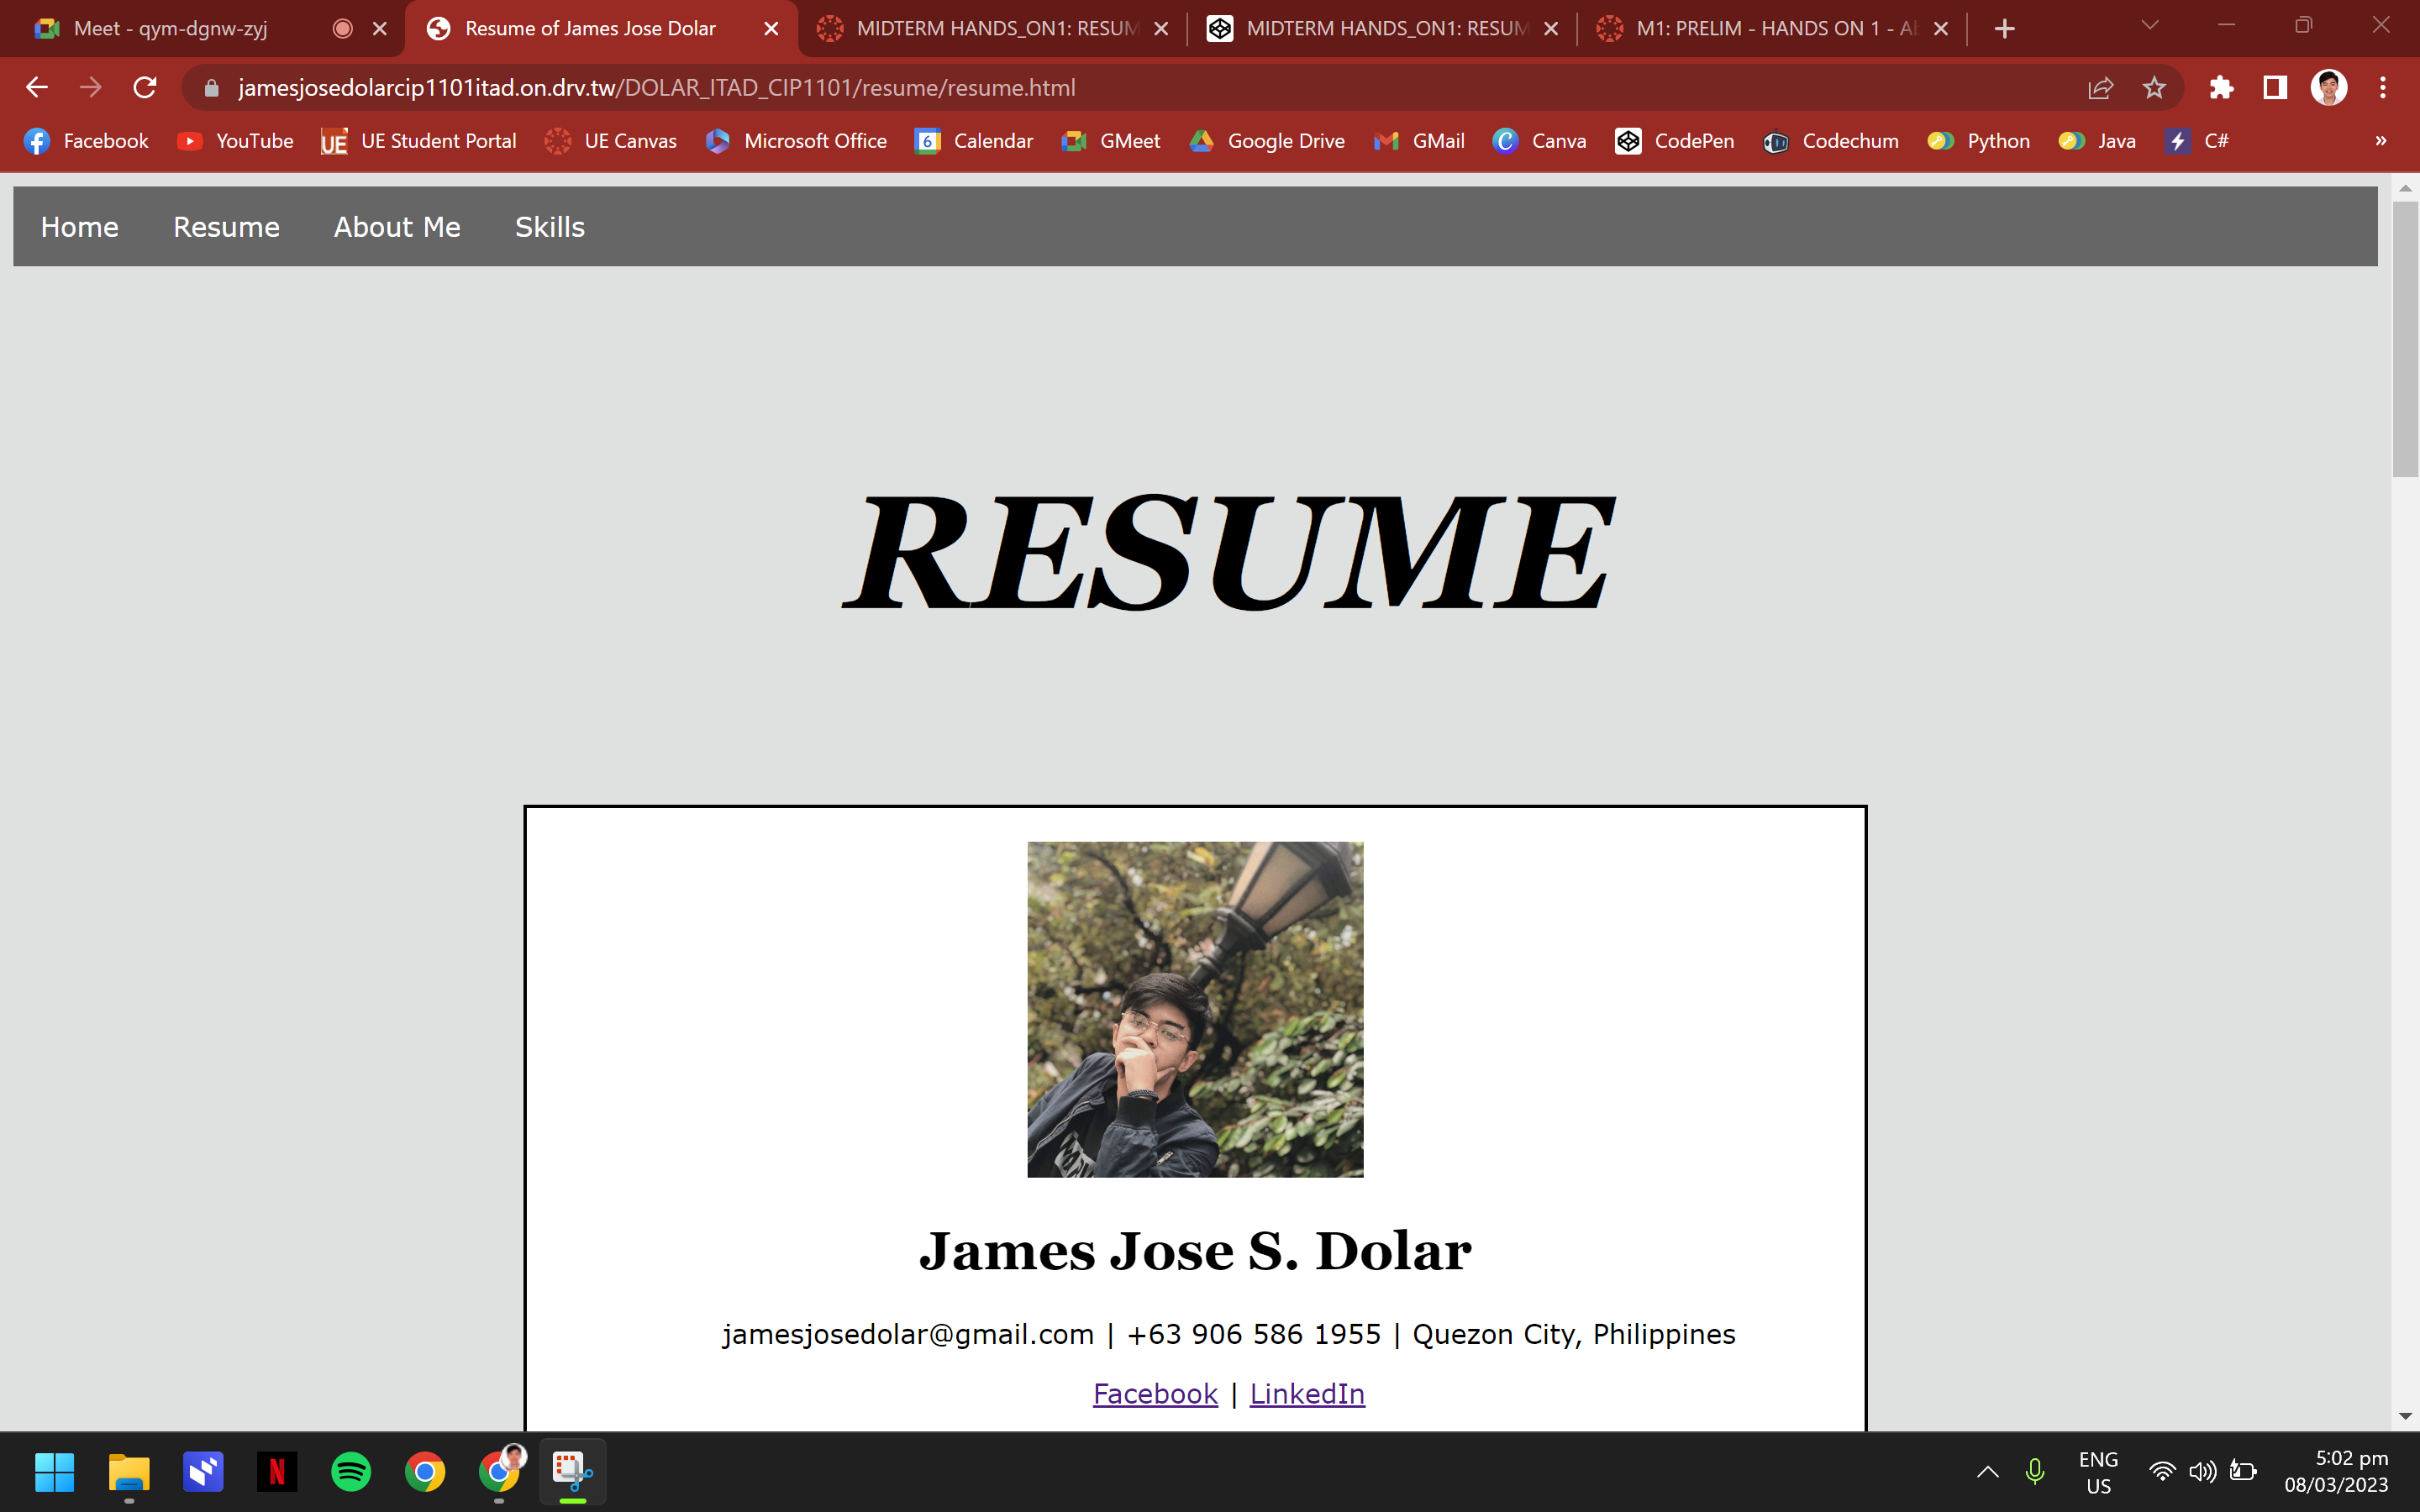 Meet - qym-dgnw-zyj
Resume of James Jose Dolar
MIDTERM HANDS_ON1: RESUM
MIDTERM HANDS_ON1: RESUM
M1: PRELIM - HANDS ON 1 - Ab
jamesjosedolarcip1101itad.on.drv.tw/DOLAR_ITAD_CIP1101/resume/resume.html
Facebook YouTube UE UE Student Portal UE Canvas Microsoft Office 6 Calendar GMeet Google Drive GMail Canva CodePen Codechum Python Java C# »
Home Resume About Me Skills
RESUME
James Jose S. Dolar
jamesjosedolar@gmail.com | +63 906 586 1955 | Quezon City, Philippines
Facebook | LinkedIn
ENG
US
5:02 pm
08/03/2023